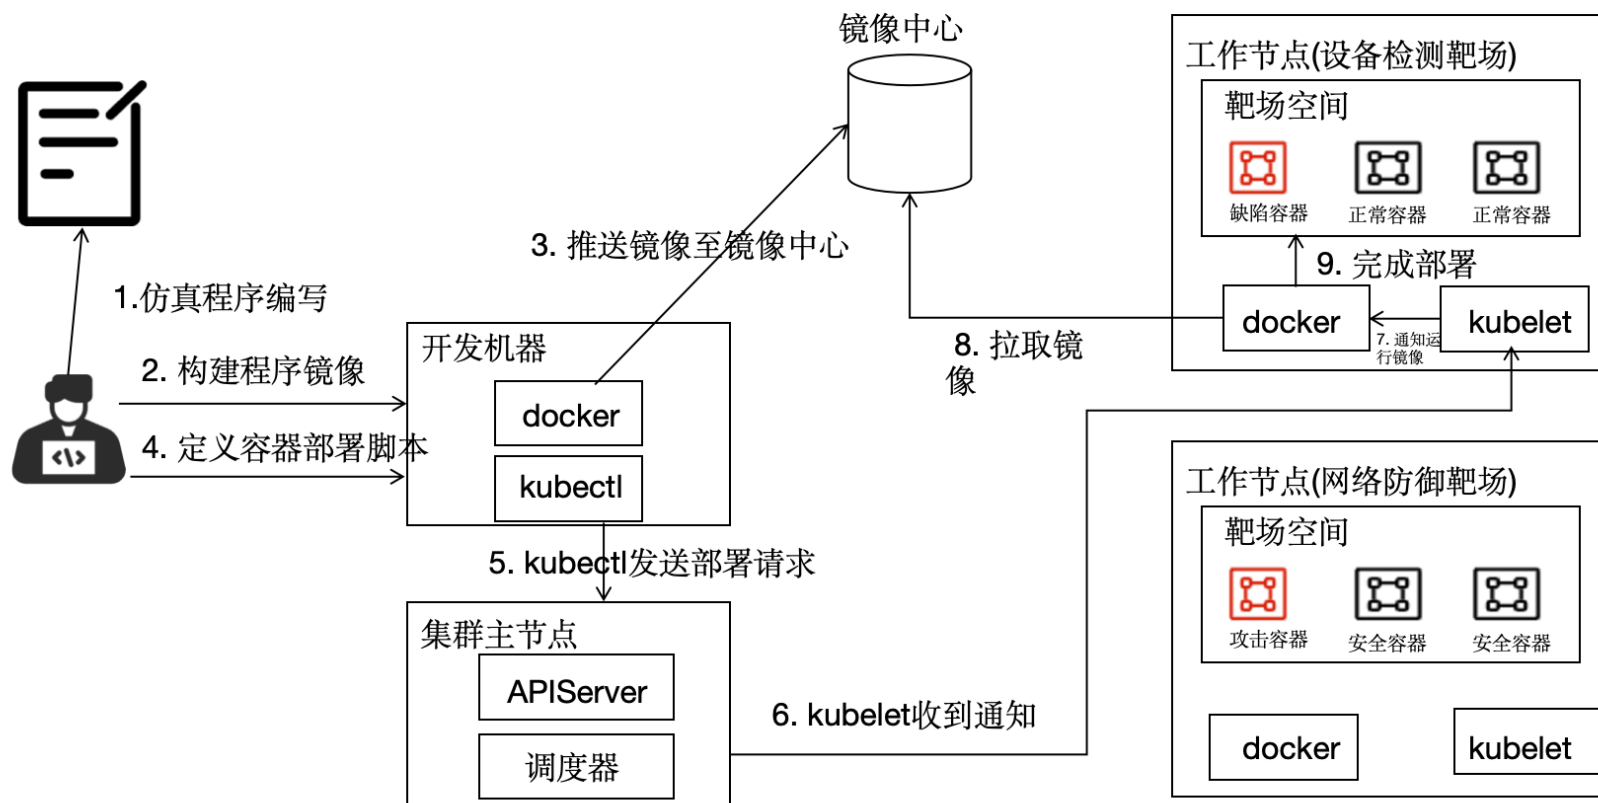 镜像中心
工作节点(设备检测靶场)
靶场空间
缺陷容器
正常容器
正常容器
3. 推送镜像至镜像中心
9. 完成部署
1.仿真程序编写
docker
kubelet
7. 通知运
行镜像
开发机器
8. 拉取镜
像
2. 构建程序镜像
docker
4. 定义容器部署脚本
kubectl
工作节点(网络防御靶场)
靶场空间
5. kubectl发送部署请求
攻击容器
安全容器
安全容器
集群主节点
APIServer
6. kubelet收到通知
调度器
docker
kubelet